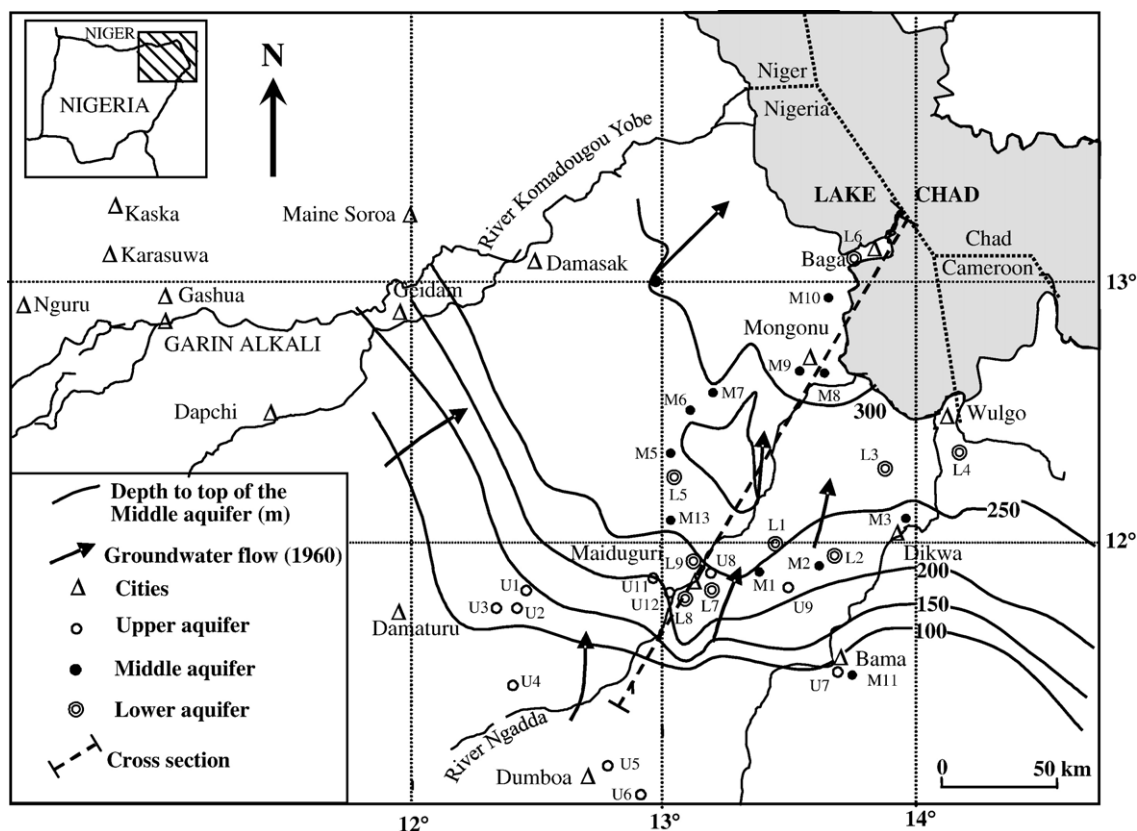 NIGER
NIGERIA
N
Niger
Nigeria
River Komadougou Yobe
LAKE CHAD
Kaska
Maine Soroa
L6
Chad
Karasuwa
Damasak
Baga
Cameroon
13°
Nguru
Gashua
Geidam
M10
GARIN ALKALI
Mongonu
M9
M8
Dapchi
M7
M6
300
Wulgo
M5
L3
L4
L5
Depth to top of the
Middle aquifer (m)
M13
M3
250
Groundwater flow (1960)
Maiduguri
L1
12°
Dikwa
Cities
L9
U8
M2
L2
U11
M1
200
U1
U12
L7
U9
Upper aquifer
U3
U2
L8
150
Damaturu
100
Middle aquifer
Bama
U4
U7
M11
Lower aquifer
River Ngadda
Cross section
U5
Dumboa
0
50 km
U6
12°
13°
14°